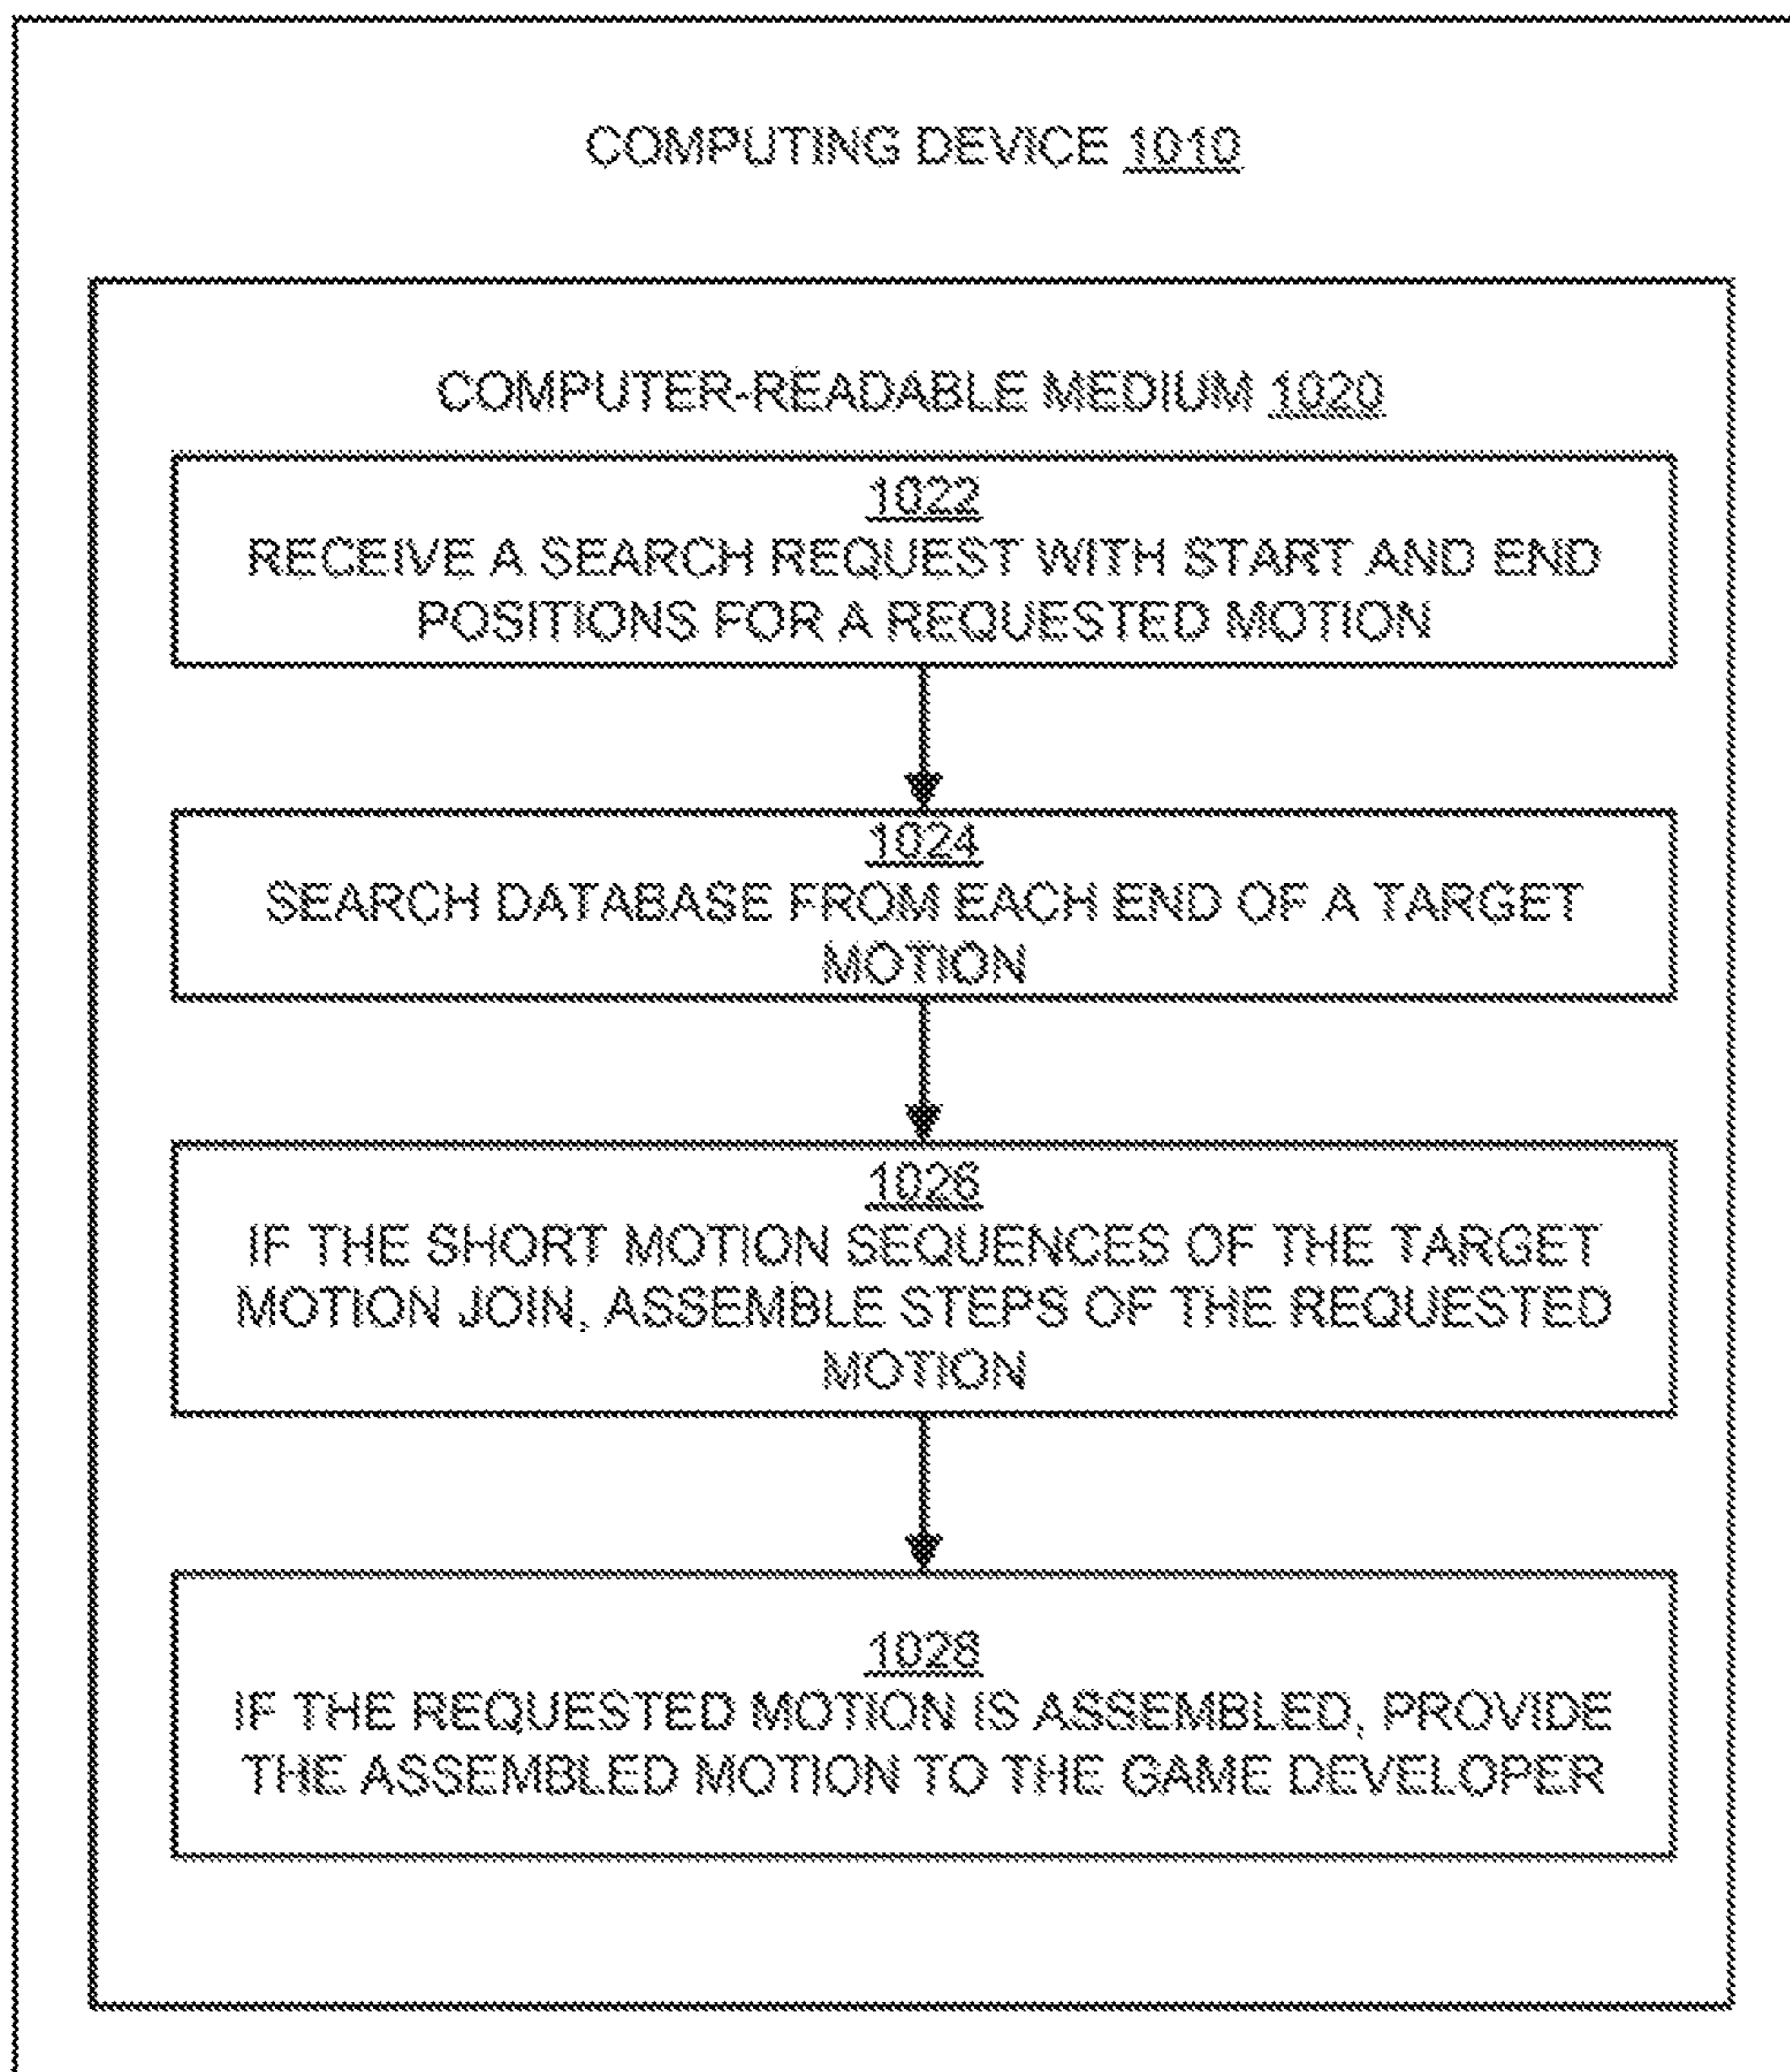 COMPUTING DEVICE 1010
COMPUTER-READABLE MEDIUM 1020
1022
RECEIVE A SEARCH REQUEST WITH START AND END
POSITIONS FOR A REQUESTED MOTION
1024
SEARCH DATABASE FROM EACH END OF A TARGET
MOTION
1026
IF THE SHORT MOTION SEQUENCES OF THE TARGET
MOTION JOIN, ASSEMBLE STEPS OF THE REQUESTED
MOTION
1028
IF THE REQUESTED MOTION IS ASSEMBLED, PROVIDE
THE ASSEMBLED MOTION TO THE GAME DEVELOPER